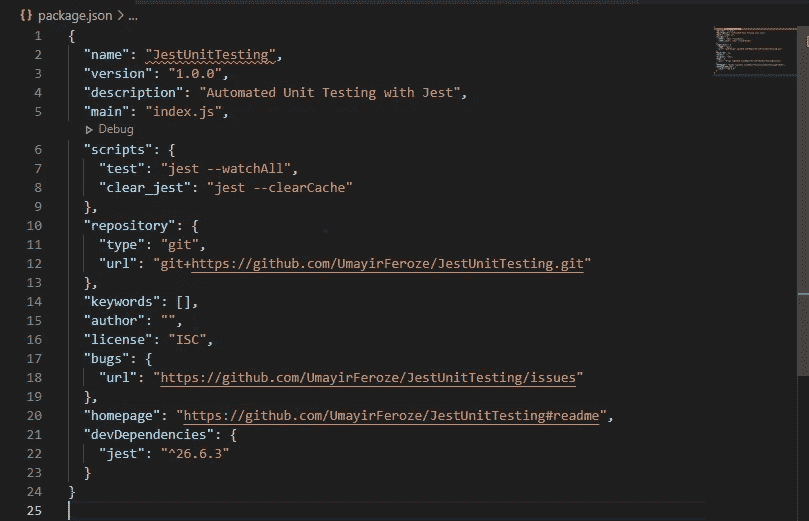 {} package.json > ...
1 {
2 "name": "JestUnitTesting",
3 "version": "1.0.0",
4 "description": "Automated Unit Testing with Jest",
5 "main": "index.js",
Debug
6 "scripts": {
7 "test": "jest --watchAll",
8 "clear_jest": "jest --clearCache"
9 },
10 "repository": {
11 "type": "git",
12 "url": "git+https://github.com/UmayirFeroze/JestUnitTesting.git"
13 },
14 "keywords": [],
15 "author": "",
16 "license": "ISC",
17 "bugs": {
18 "url": "https://github.com/UmayirFeroze/JestUnitTesting/issues"
19 },
20 "homepage": "https://github.com/UmayirFeroze/JestUnitTesting#readme",
21 "devDependencies": {
22 "jest": "^26.6.3"
23 }
24 }
25